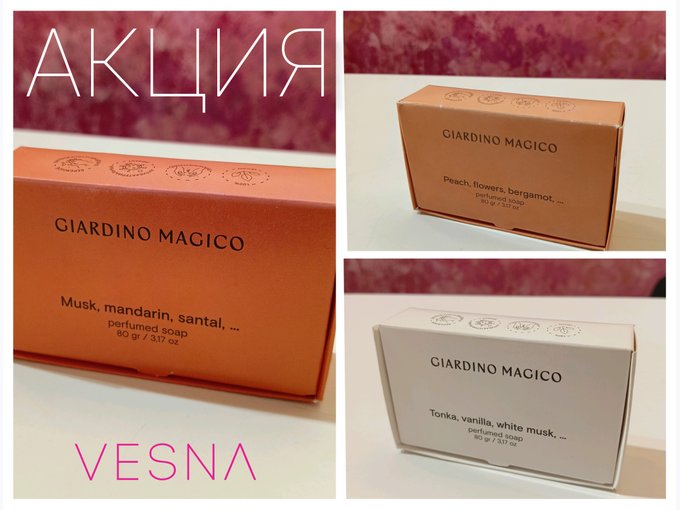 АКЦИЯ
GIARDINO MAGICO
Musk, mandarin, santal, ...
perfumed soap
80 gr / 3,17 oz
VESNA
GIARDINO MAGICO
Peach, flowers, bergamot, ...
perfumed soap
80 gr / 3,17 oz
GIARDINO MAGICO
Tonka, vanilla, white musk, ...
perfumed soap
80 gr / 3,17 oz